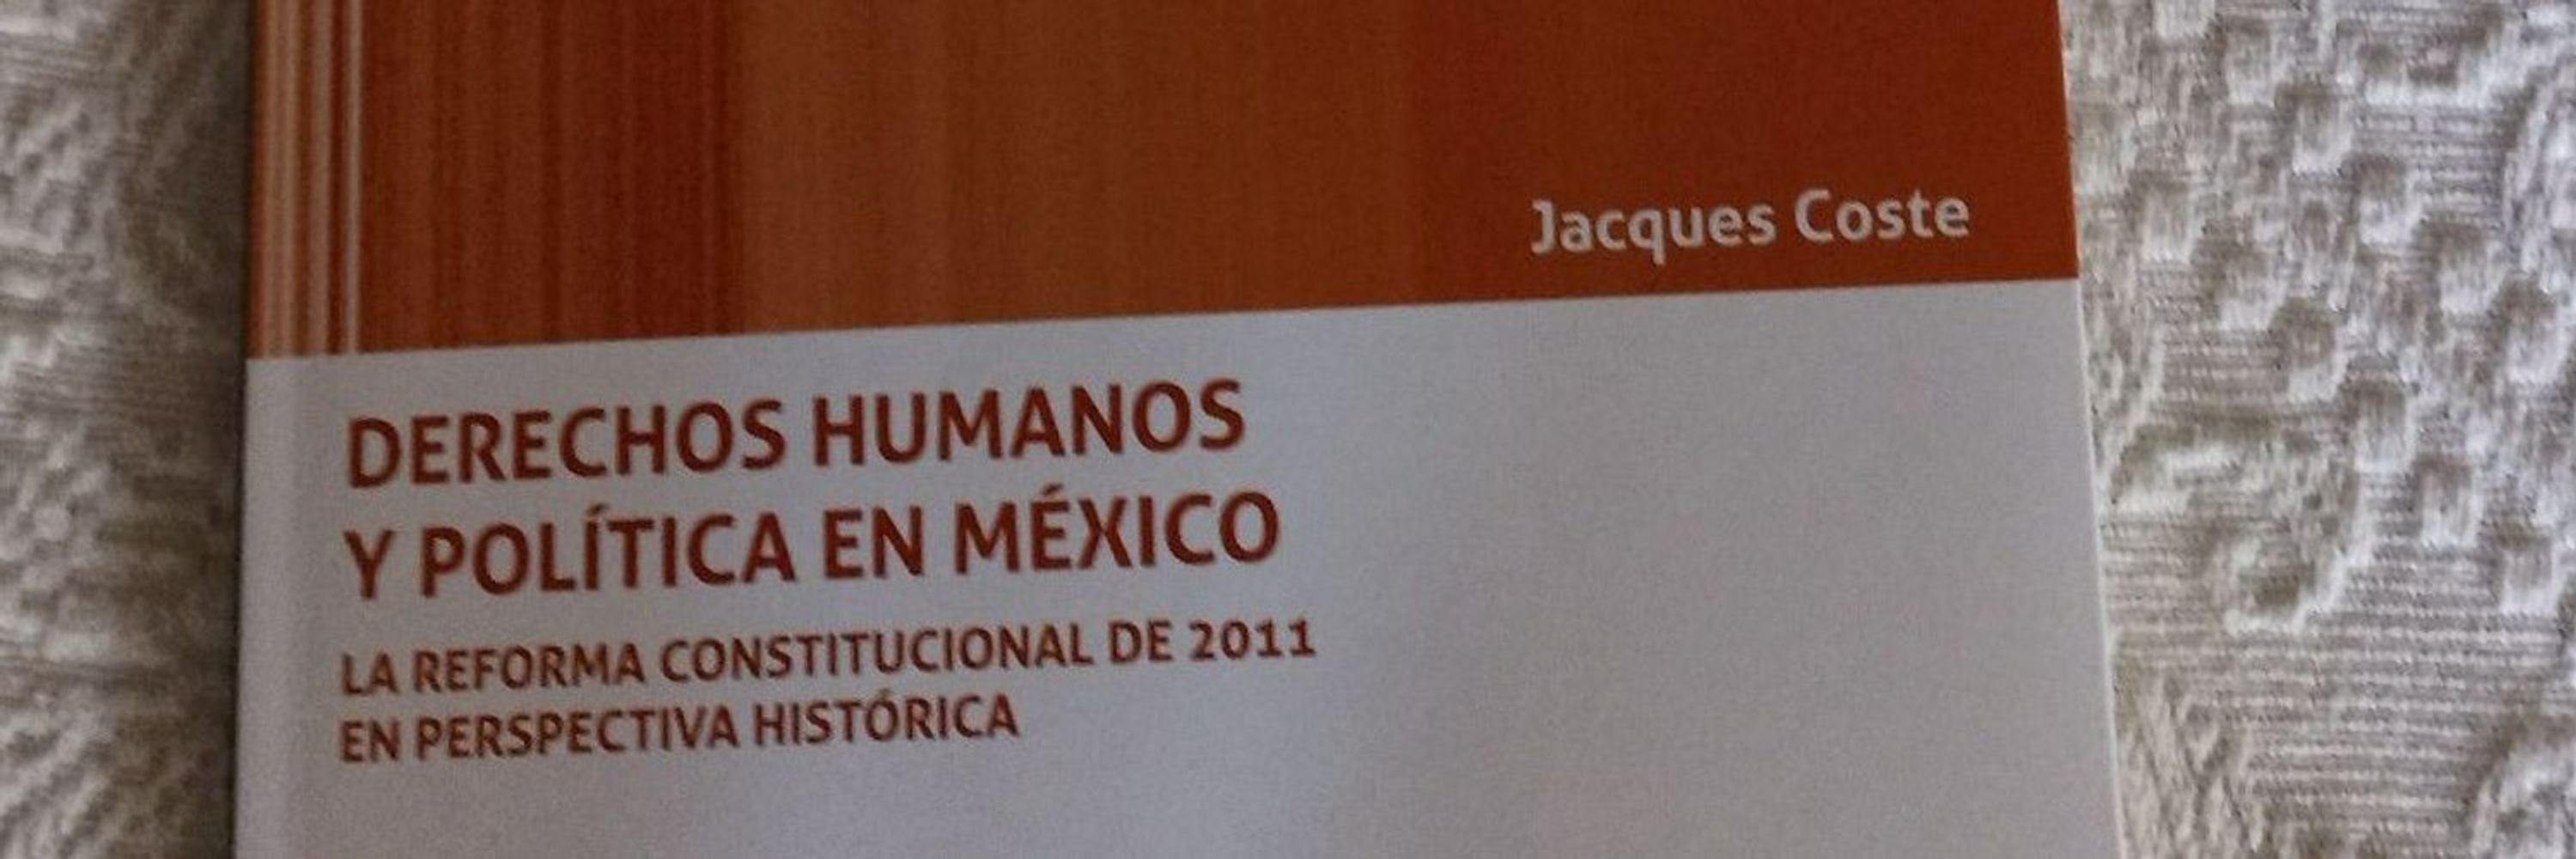 Jacques Coste
DERECHOS HUMANOS
Y POLÍTICA EN MÉXICO
LA REFORMA CONSTITUCIONAL DE 2011
EN PERSPECTIVA HISTÓRICA